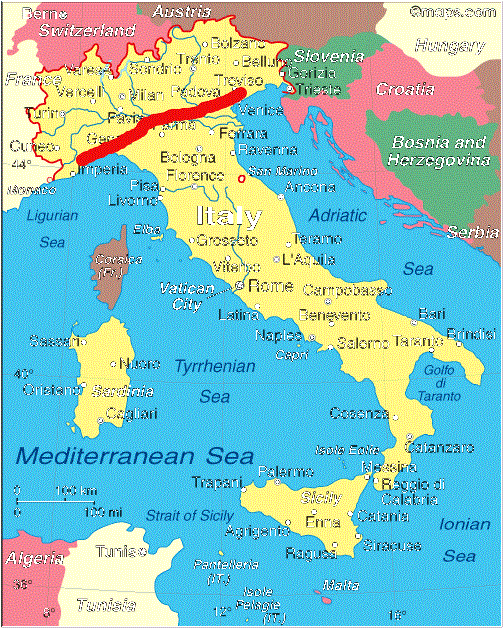 Bern
Austria
©maps.com
Switzerland
Hungary
Bolzano
Slovenia
Trento
Belluno
France
Varese
Sondrio
Gorizia
Treviso
Croatia
Vercelli
Milan
Padova
Trieste
Turin
Pavia
Venice
Bosnia and
Herzegovina
Cuneo
Ferrara
44°
Bologna
Ravenna
Imperia
Florence
San Marino
Monaco
Pisa
Ancona
Livorno
Ligurian
Sea
Italy
Adriatic
Sea
Serbia
Elba
Grosseto
Teramo
Corsica
(Fr.)
Viterbo
L'Aquila
Vatican
City
Rome
Campobasso
Latina
Benevento
Bari
Sassari
Naples
Brindisi
Capri
Salerno
Taranto
Nuoro
Tyrrhenian
Sea
40°
Golfo
di
Taranto
Oristano
Sardinia
Cagliari
Cosenza
Catanzaro
Mediterranean Sea
Isole Eolie
Messina
Palermo
Reggio di
Calabria
Trapani
0 100 km
0 100 mi
Sicily
Strait of Sicily
Enna
Catania
Agrigento
Ionian
Sea
Siracusa
Ragusa
Algeria
Tunis
Pantelleria
(IT.)
36°
Isole
Pelagie
(IT.)
Malta
Tunisia
8°
12°
16°